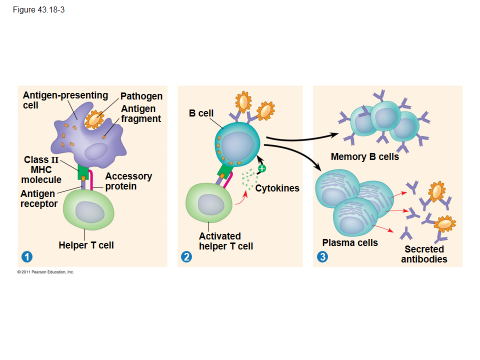 Figure 43.18-3
Antigen-presenting
cell
Pathogen
Antigen
fragment
Class II
MHC
molecule
Antigen
receptor
Accessory
protein
Helper T cell
1
B cell
+
Cytokines
Activated
helper T cell
2
Memory B cells
Plasma cells
Secreted
antibodies
3
© 2011 Pearson Education, Inc.